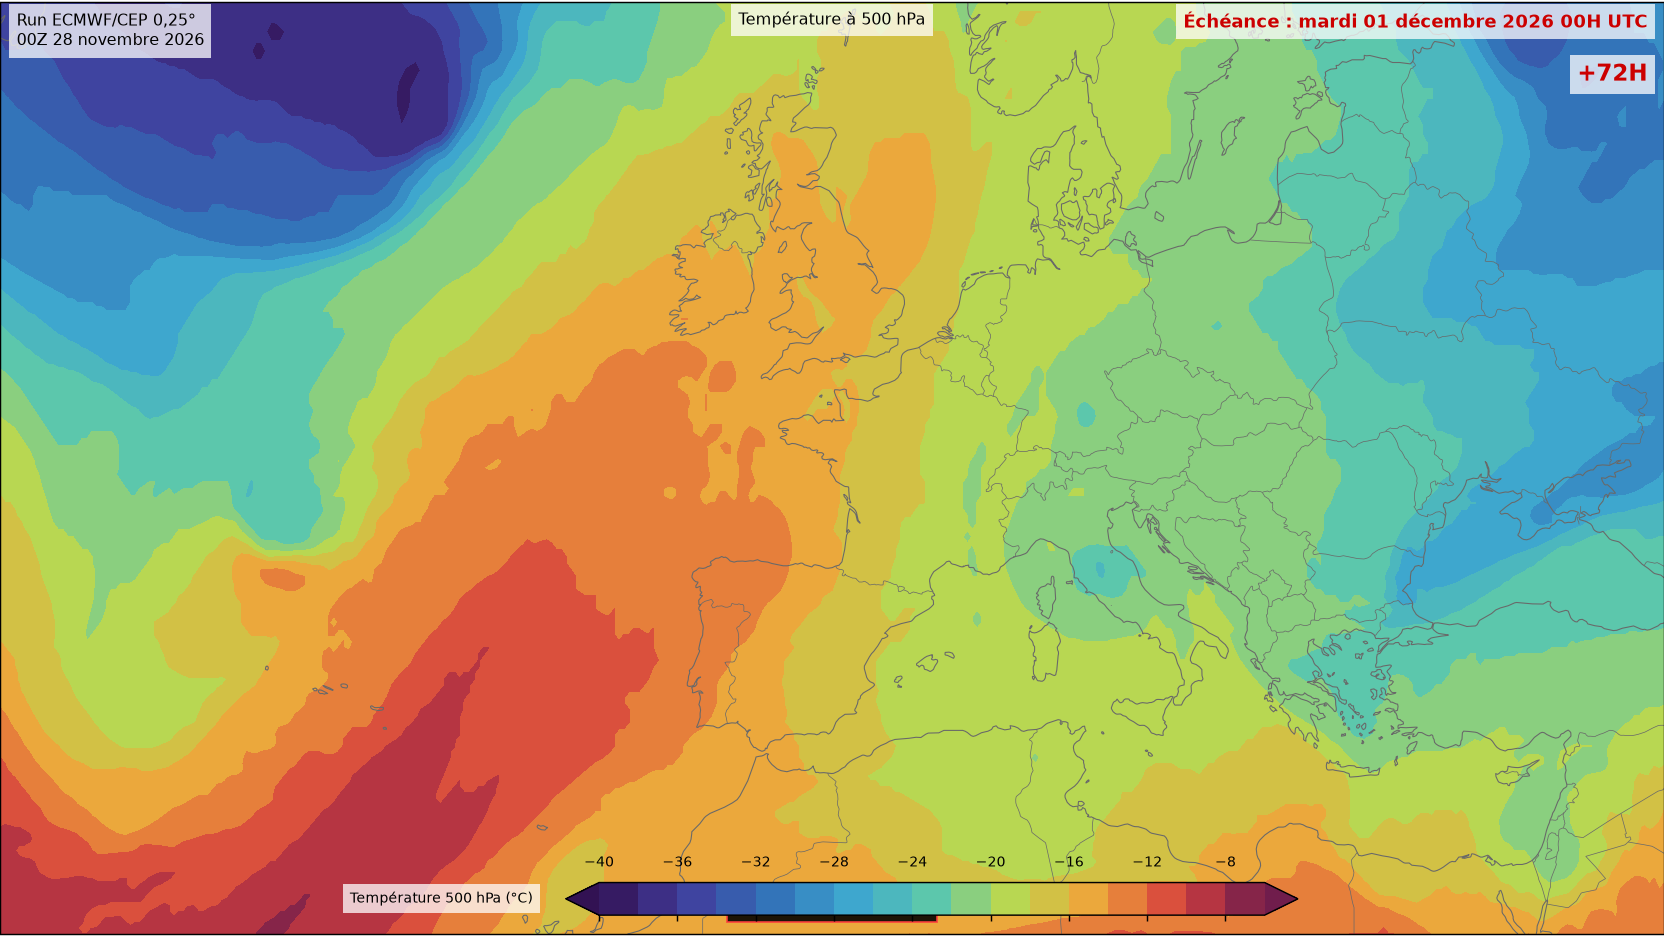 Run ECMWF/CEP 0,25°
00Z 28 novembre 2026
Température à 500 hPa
Échéance : mardi 01 décembre 2026 00H UTC
+72H
−40 −36 −32 −28 −24 −20 −16 −12 −8
Température 500 hPa (°C)